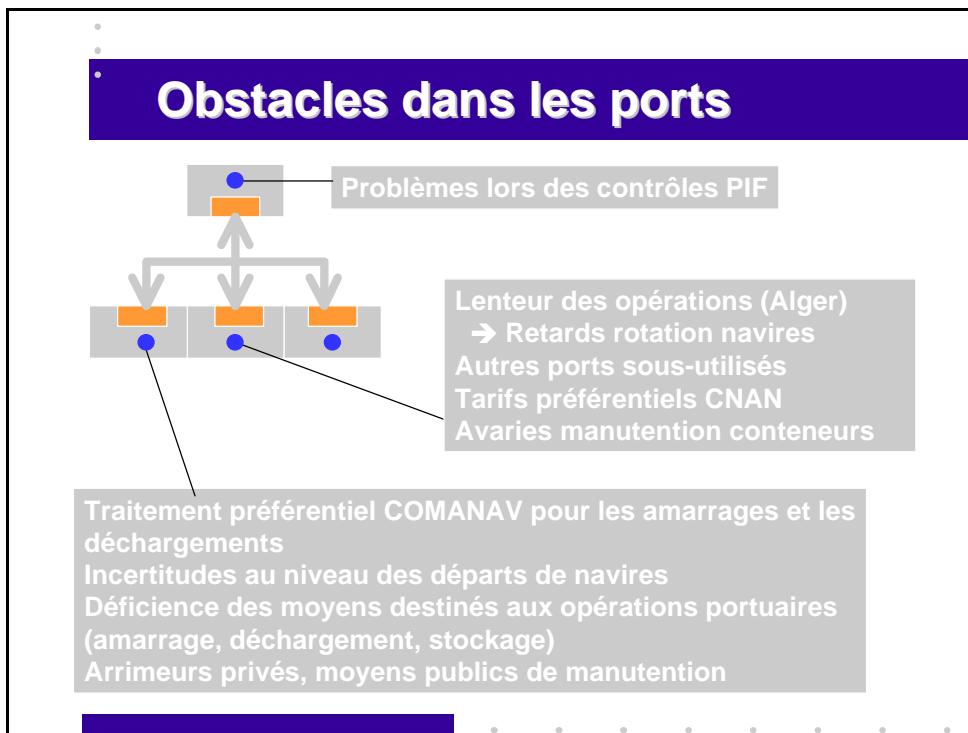 Obstacles dans les ports
Problèmes lors des contrôles PIF
Lenteur des opérations (Alger)
➔ Retards rotation navires
Autres ports sous-utilisés
Tarifs préférentiels CNAN
Avaries manutention conteneurs
Traitement préférentiel COMANAV pour les amarrages et les
déchargements
Incertitudes au niveau des départs de navires
Déficience des moyens destinés aux opérations portuaires
(amarrage, déchargement, stockage)
Arrimeurs privés, moyens publics de manutention